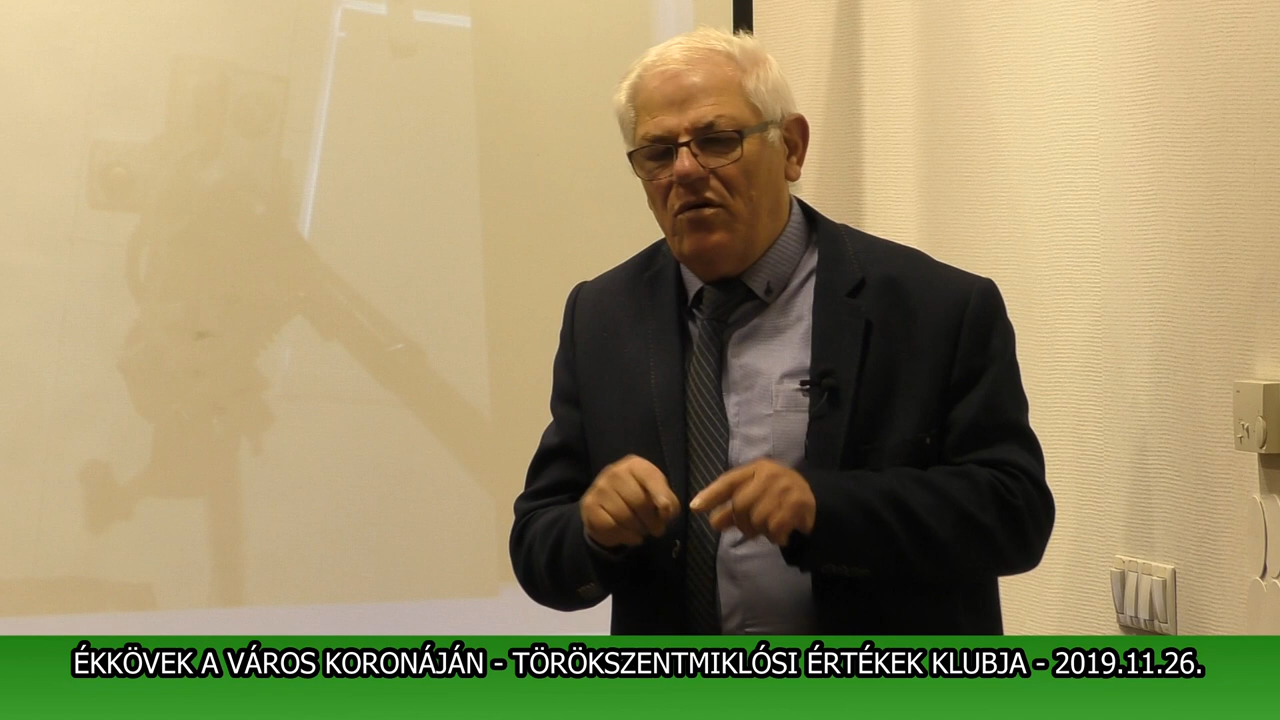 ÉKKÖVEK A VÁROS KORONÁJÁN - TÖRÖKSZENTMIKLÓSI ÉRTÉKEK KLUBJA - 2019.11.26.